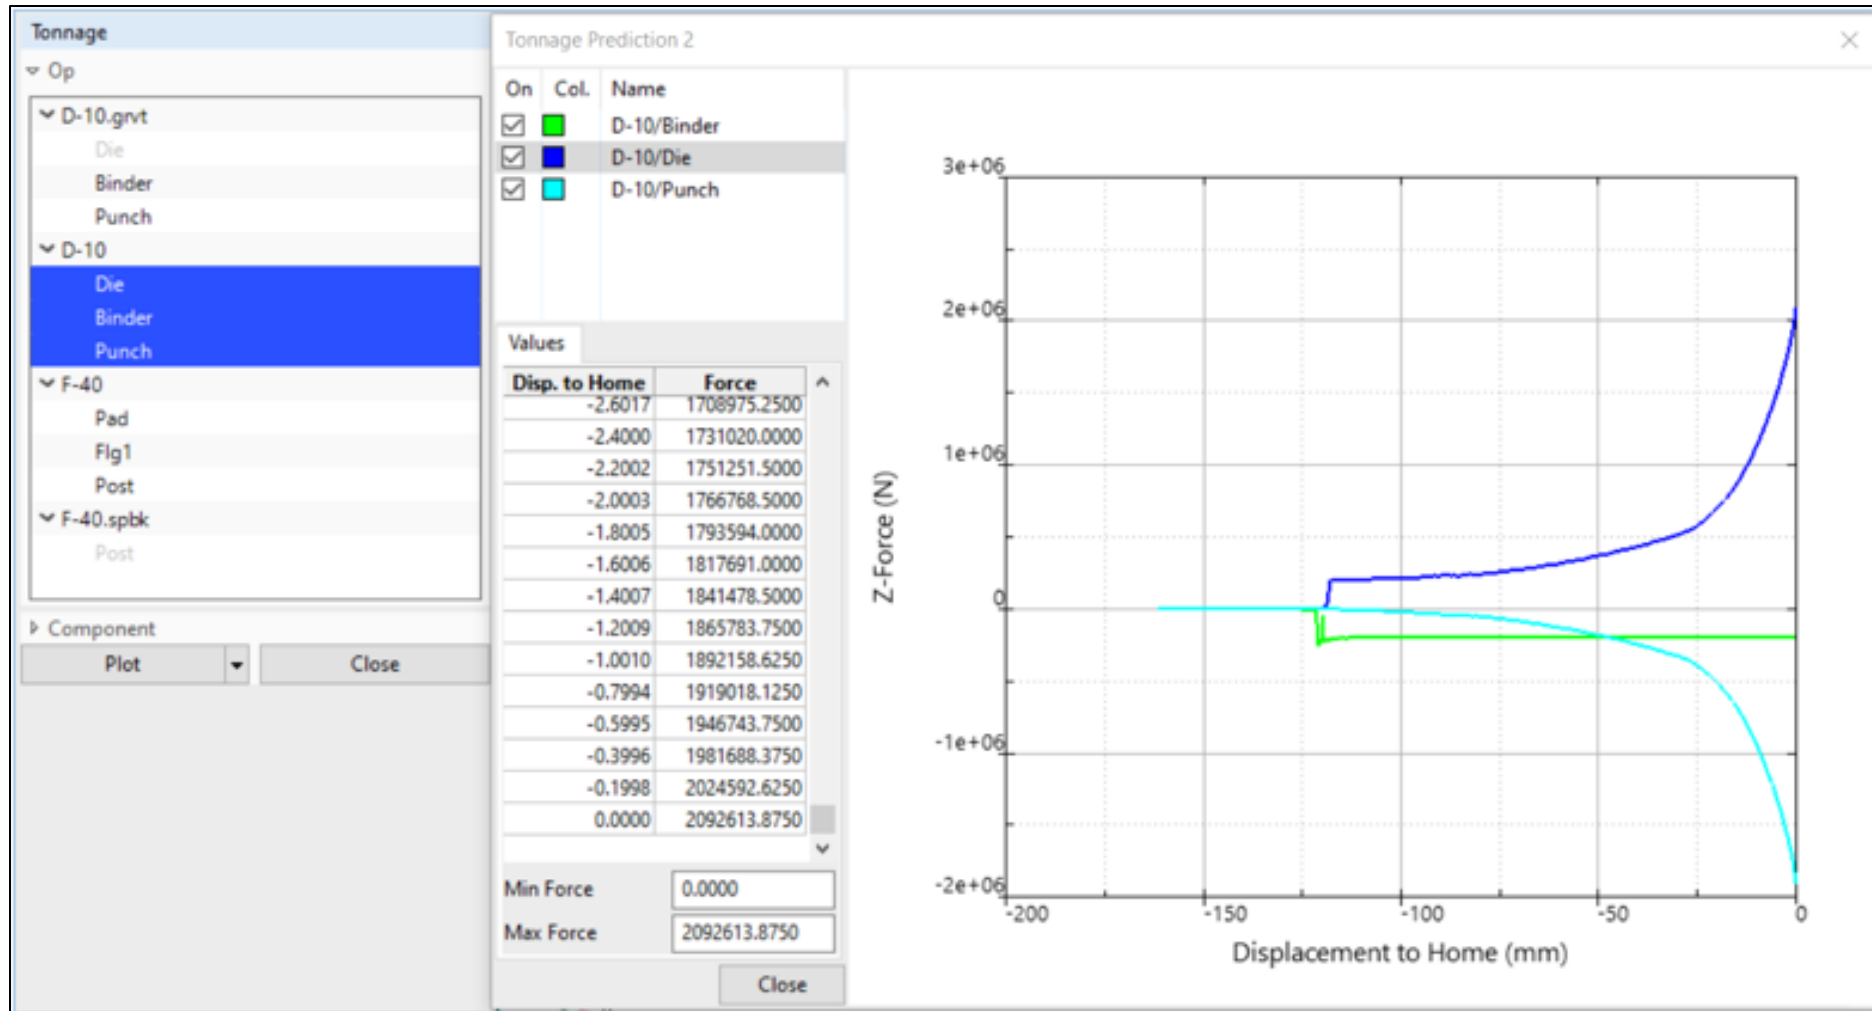 Tonnage
Op
D-10.grvt
Die
Binder
Punch
D-10
Die
Binder
Punch
F-40
Pad
Flg1
Post
F-40.spbk
Post
Component
Plot
Close
Tonnage Prediction 2
On Col. Name
D-10/Binder
D-10/Die
D-10/Punch
Values
Disp. to Home Force
-2.6017 1708975.2500
-2.4000 1731020.0000
-2.2002 1751251.5000
-2.0003 1766768.5000
-1.8005 1793594.0000
-1.6006 1817691.0000
-1.4007 1841478.5000
-1.2009 1865783.7500
-1.0010 1892158.6250
-0.7994 1919018.1250
-0.5995 1946743.7500
-0.3996 1981688.3750
-0.1998 2024592.6250
0.0000 2092613.8750
Min Force 0.0000
Max Force 2092613.8750
Close
Z-Force (N)
3e+06
2e+06
1e+06
0
-1e+06
-2e+06
-200 -150 -100 -50 0
Displacement to Home (mm)